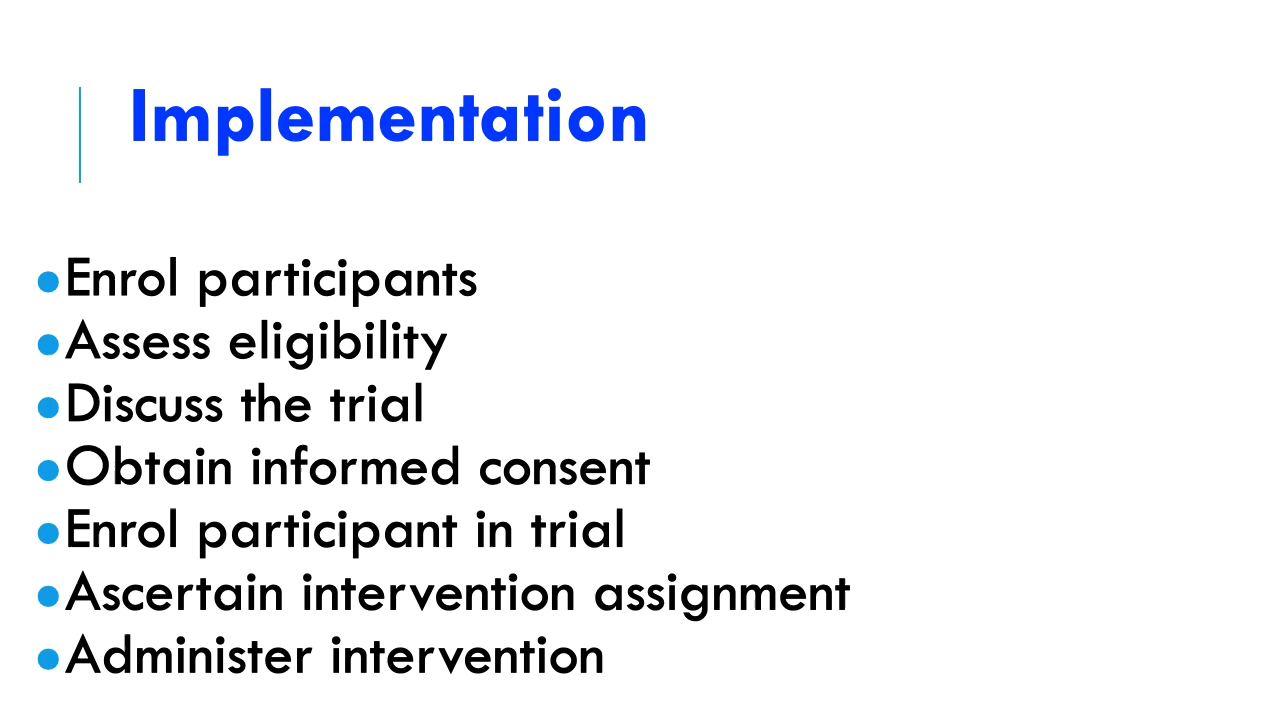 Implementation
●Enrol participants
●Assess eligibility
●Discuss the trial
●Obtain informed consent
●Enrol participant in trial
●Ascertain intervention assignment
●Administer intervention